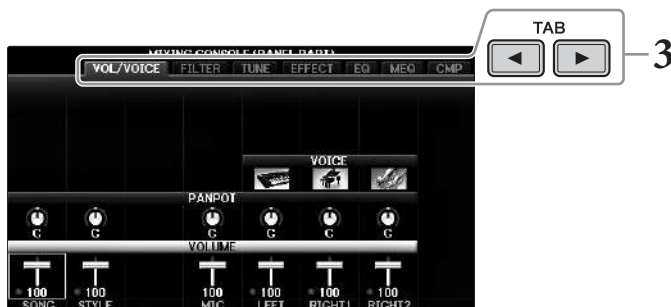 TAB
3
MIXING CONSOLE (PANEL PART)
VOL/VOICE FILTER TUNE EFFECT EQ MEQ CMP
VOICE
PANPOT
C C C C C C
VOLUME
100 100 100 100 100 100
SONG STYLE MIC LEFT RIGHT1 RIGHT2